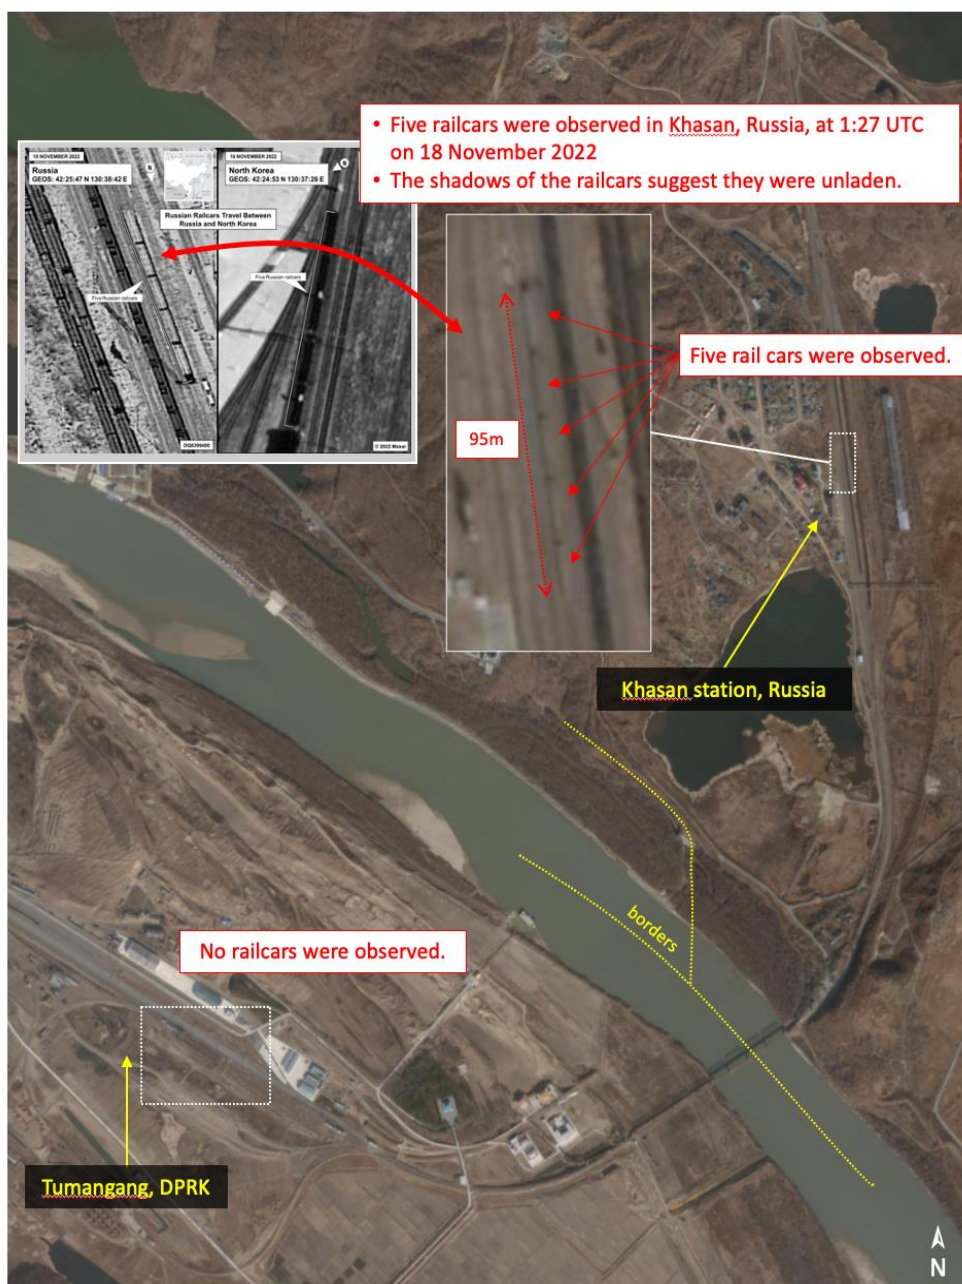 • Five railcars were observed in Khasan, Russia, at 1:27 UTC
on 18 November 2022
• The shadows of the railcars suggest they were unladen.
18 NOVEMBER 2022
Russia
GEOS: 42:25:47 N 130:38:42 E
N
18 NOVEMBER 2022
North Korea
GEOS: 42:24:53 N 130:37:26 E
N
Russian Railcars Travel Between
Russia and North Korea
Five Russian railcars
Five Russian railcars
© 2022 Maxar
Five rail cars were observed.
95m
Khasan station, Russia
borders
No railcars were observed.
Tumangang, DPRK
N